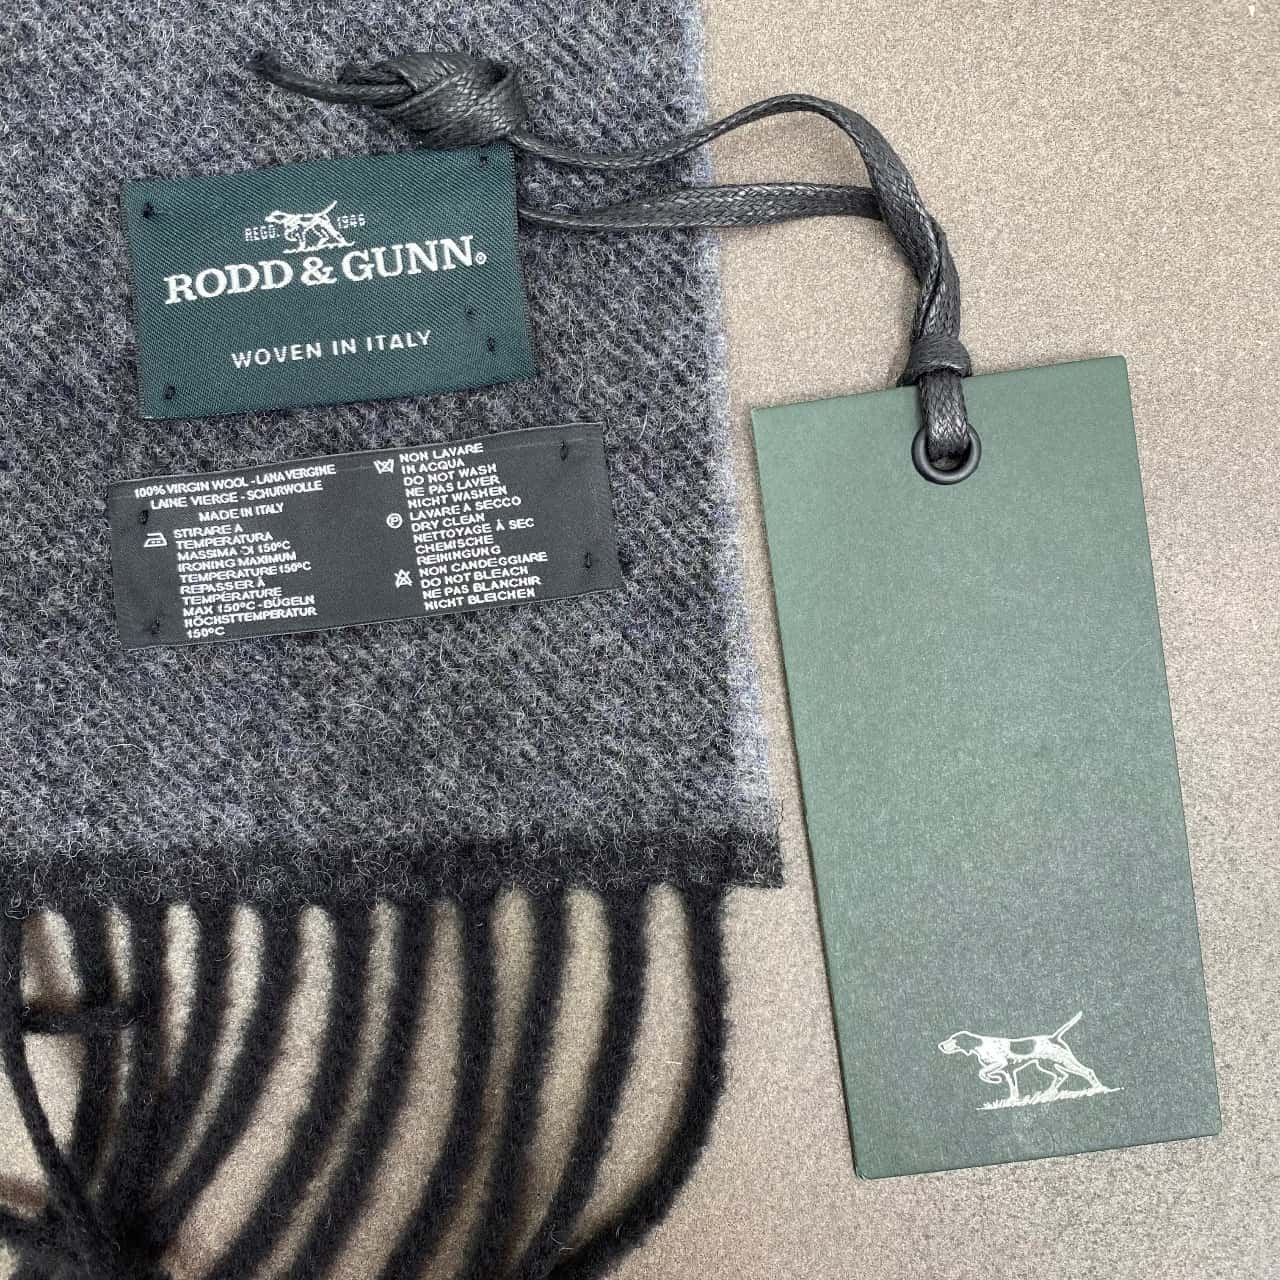 REGD. 1946
RODD & GUNN®
WOVEN IN ITALY
100% VIRGIN WOOL - LANA VERGINE
LAINE VIERGE - SCHURWOLLE
MADE IN ITALY
STIRARE A
TEMPERATURA
MASSIMA DI 150°C
IRONING MAXIMUM
TEMPERATURE 150°C
REPASSER À
TEMPÉRATURE
MAX 150°C - BÜGELN
HÖCHSTTEMPERATUR
150°C
NON LAVARE
IN ACQUA
DO NOT WASH
NE PAS LAVER
NICHT WASHEN
P LAVARE A SECCO
DRY CLEAN
NETTOYAGE À SEC
CHEMISCHE
REININGUNG
NON CANDEGGIARE
DO NOT BLEACH
NE PAS BLANCHIR
NICHT BLEICHEN